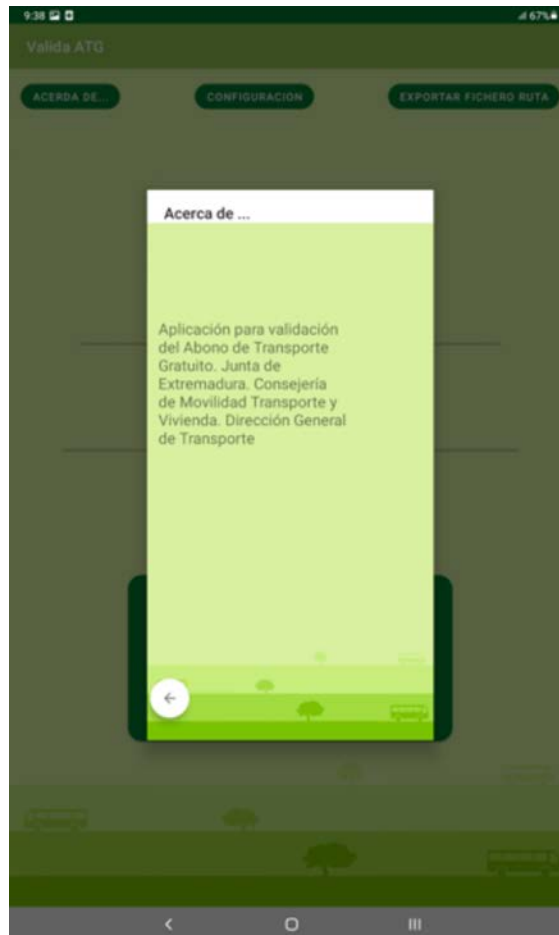 9:38
67%
Valida ATG
ACERDA DE...
CONFIGURACION
EXPORTAR FICHERO RUTA
Acerca de ...
Aplicación para validación
del Abono de Transporte
Gratuito. Junta de
Extremadura. Consejería
de Movilidad Transporte y
Vivienda. Dirección General
de Transporte